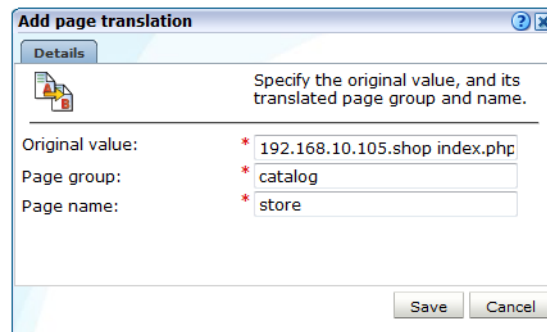 Add page translation
Details
Specify the original value, and its
translated page group and name.
Original value: * 192.168.10.105.shop index.php
Page group: * catalog
Page name: * store
Save Cancel